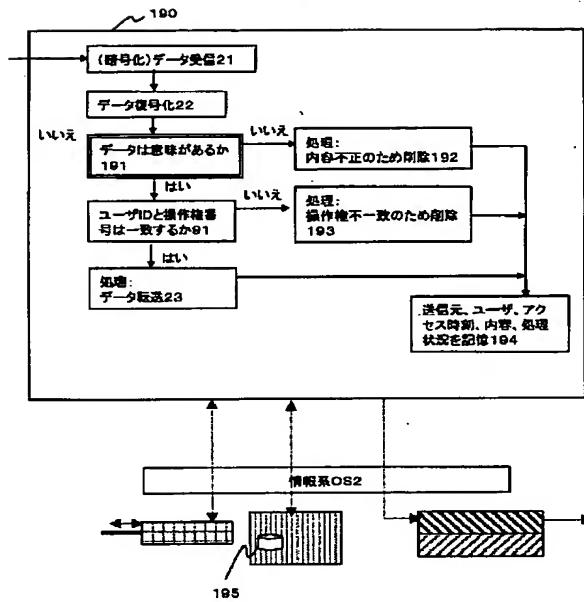 190
(暗号化)データ受信21
データ復号化22
いいえ
データは意味があるか
191
いいえ
処理:
内容不正のため削除192
はい
ユーザIDと操作権番
号は一致するか91
いいえ
処理:
操作権不一致のため削除
193
はい
処理:
データ転送23
送信元、ユーザ、アク
セス時刻、内容、処理
状況を記憶194
情報系OS2
195